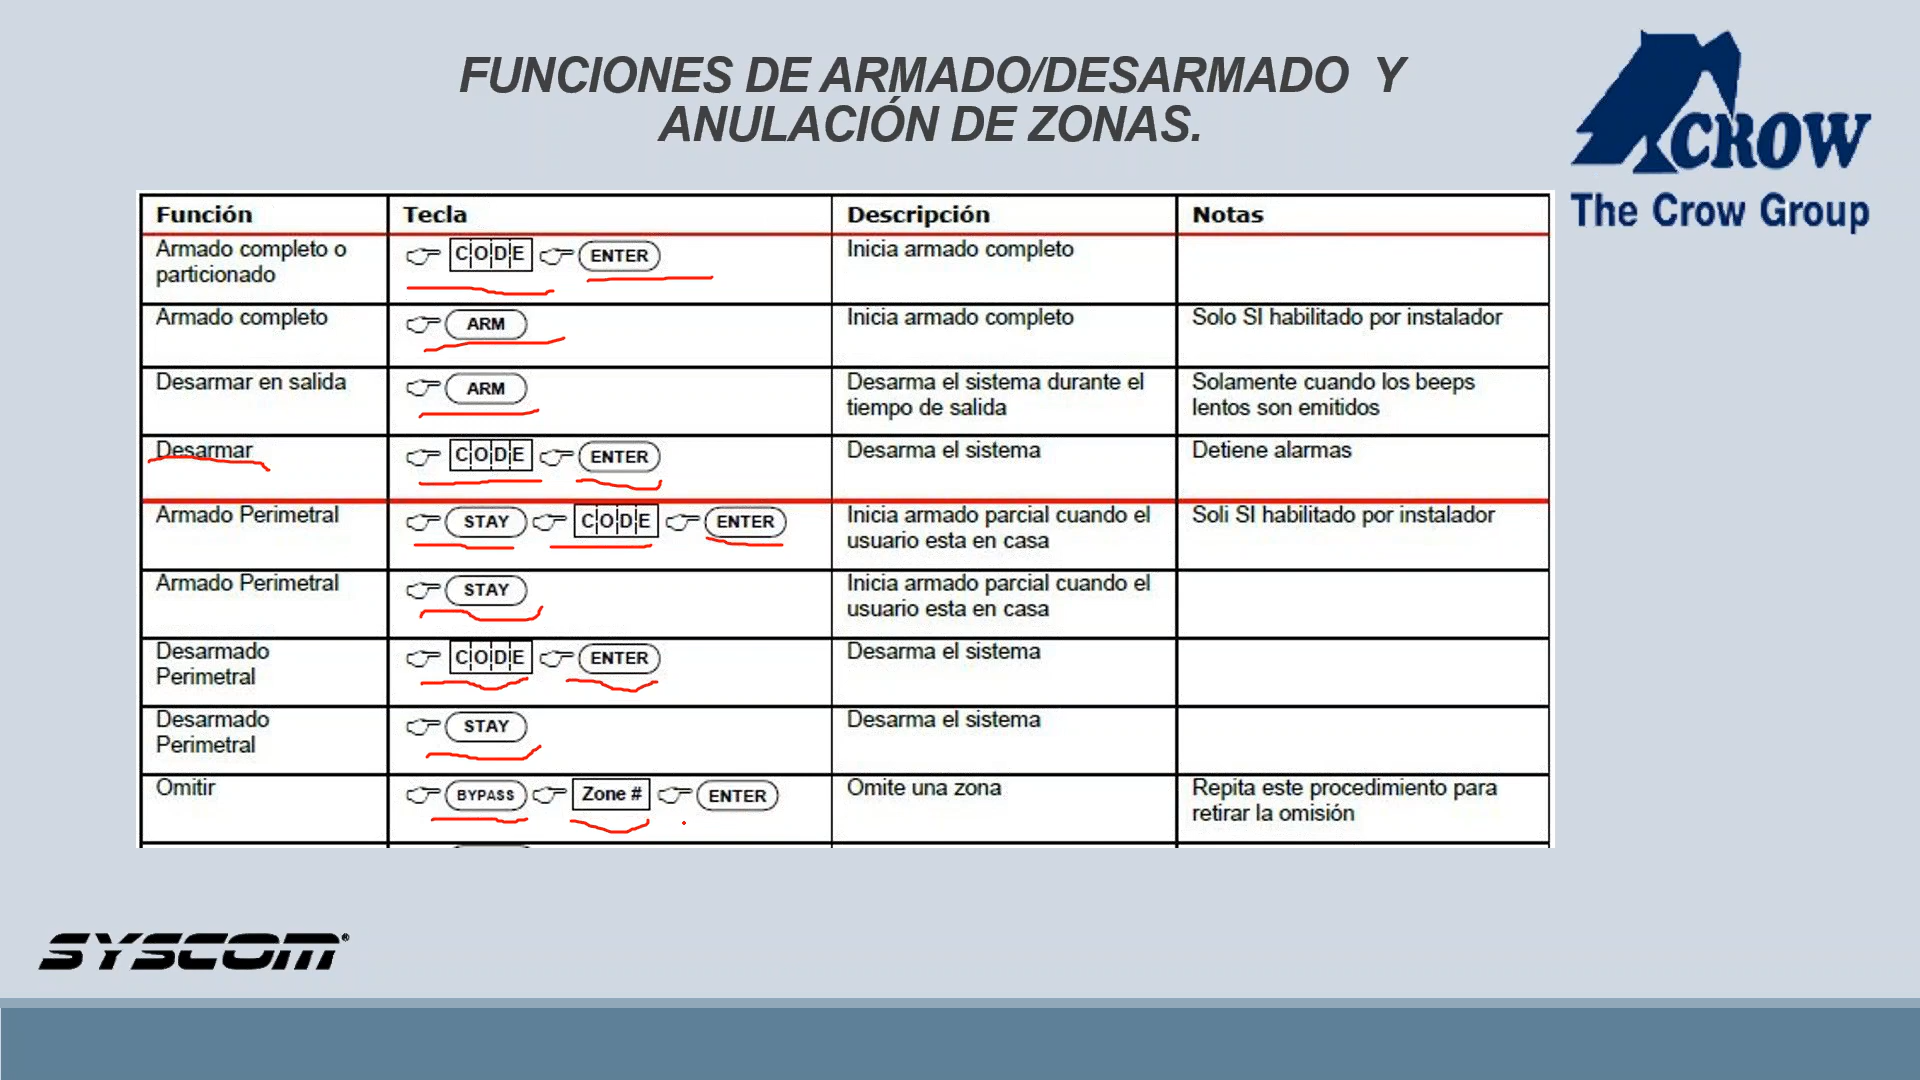 FUNCIONES DE ARMADO/DESARMADO Y
ANULACIÓN DE ZONAS.
CROW
The Crow Group
Función Tecla Descripción Notas
Armado completo o
particionado
CODE ENTER
Inicia armado completo
Armado completo
ARM
Inicia armado completo
Solo SI habilitado por instalador
Desarmar en salida
ARM
Desarma el sistema durante el
tiempo de salida
Solamente cuando los beeps
lentos son emitidos
Desarmar
CODE ENTER
Desarma el sistema
Detiene alarmas
Armado Perimetral
STAY CODE ENTER
Inicia armado parcial cuando el
usuario esta en casa
Soli SI habilitado por instalador
Armado Perimetral
STAY
Inicia armado parcial cuando el
usuario esta en casa
Desarmado
Perimetral
CODE ENTER
Desarma el sistema
Desarmado
Perimetral
STAY
Desarma el sistema
Omitir
BYPASS Zone # ENTER
Omite una zona
Repita este procedimiento para
retirar la omisión
SYSCOM®